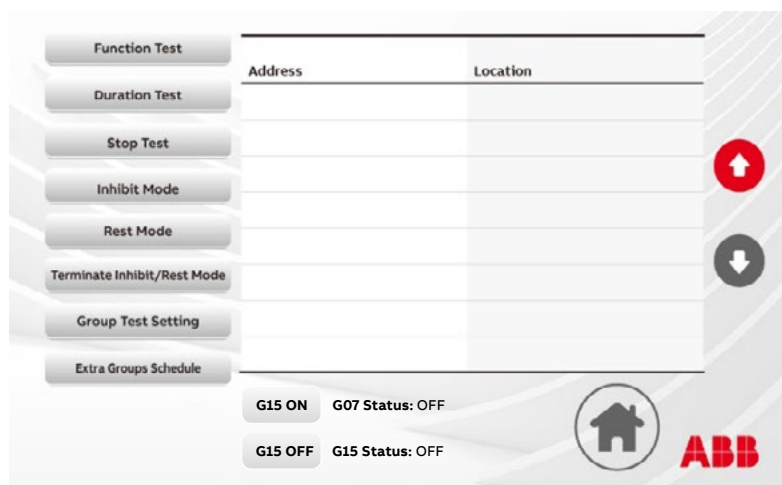 Function Test
Duration Test
Stop Test
Inhibit Mode
Rest Mode
Terminate Inhibit/Rest Mode
Group Test Setting
Extra Groups Schedule
Address Location
G15 ON G07 Status: OFF
G15 OFF G15 Status: OFF
ABB